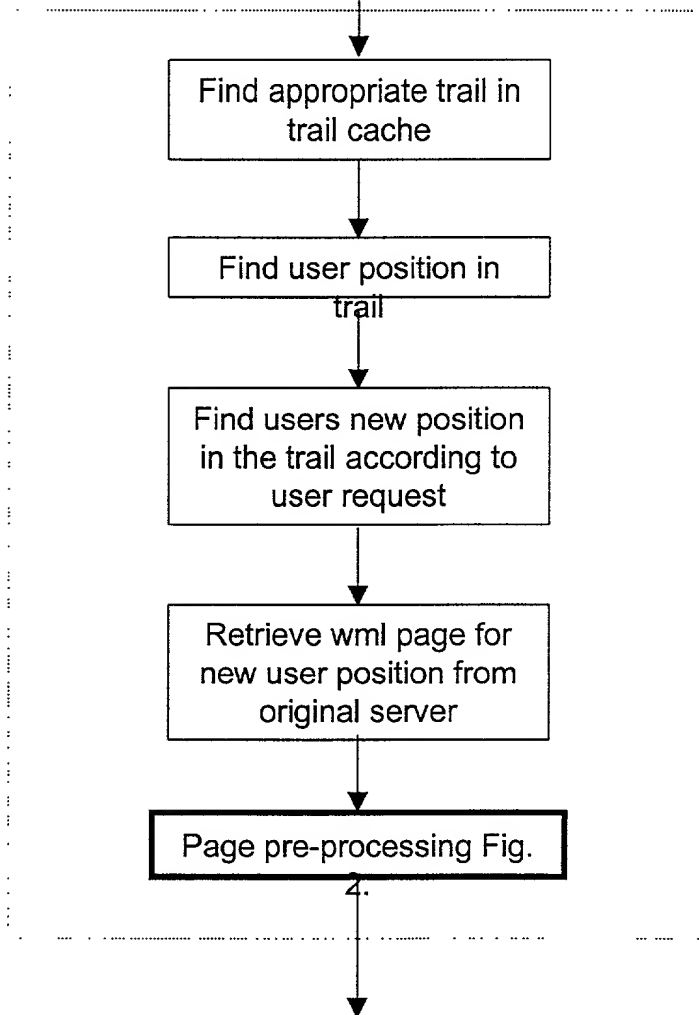 Find appropriate trail in
trail cache
Find user position in
trail
Find users new position
in the trail according to
user request
Retrieve wml page for
new user position from
original server
Page pre-processing Fig.
2.